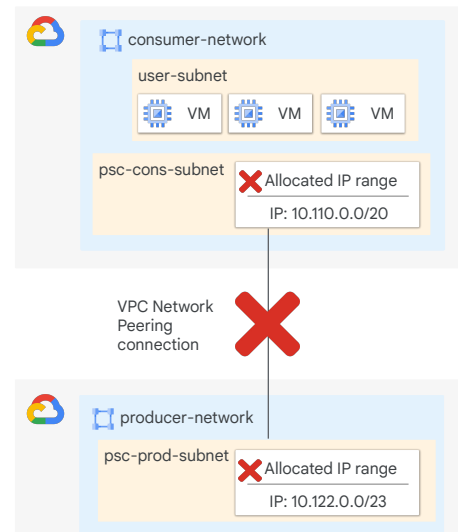 consumer-network
user-subnet
VM
VM
VM
psc-cons-subnet
Allocated IP range
IP: 10.110.0.0/20
VPC Network
Peering
connection
producer-network
psc-prod-subnet
Allocated IP range
IP: 10.122.0.0/23